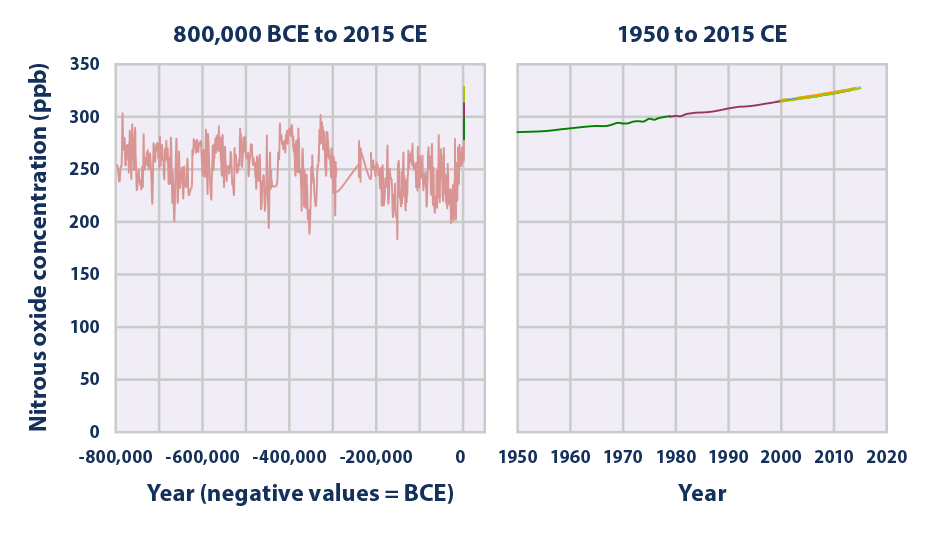 800,000 BCE to 2015 CE
1950 to 2015 CE
Nitrous oxide concentration (ppb)
350
300
250
200
150
100
50
0
-800,000 -600,000 -400,000 -200,000 0
1950 1960 1970 1980 1990 2000 2010 2020
Year (negative values = BCE)
Year